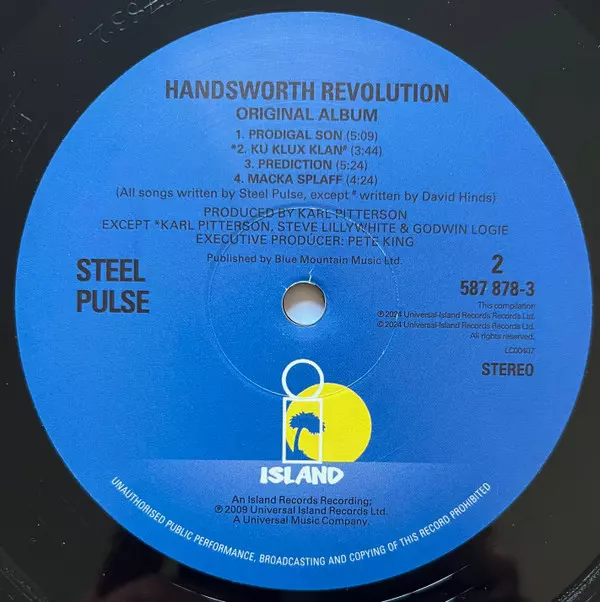 HANDSWORTH REVOLUTION
ORIGINAL ALBUM
1. PRODIGAL SON (5:09)
*2. KU KLUX KLAN# (3:44)
3. PREDICTION (5:24)
4. MACKA SPLAFF (4:24)
(All songs written by Steel Pulse, except # written by David Hinds)
PRODUCED BY KARL PITTERSON
EXCEPT *KARL PITTERSON, STEVE LILLYWHITE & GODWIN LOGIE
EXECUTIVE PRODUCER: PETE KING
Published by Blue Mountain Music Ltd.
STEEL
PULSE
2
587 878-3
This compilation
℗2024 Universal-Island Records Records Ltd.
©2024 Universal-Island Records Records Ltd.
All rights reserved.
LC00407
STEREO
ISLAND
An Island Records Recording;
℗ 2009 Universal Island Records Ltd.
A Universal Music Company.
UNAUTHORISED PUBLIC PERFORMANCE, BROADCASTING AND COPYING OF THIS RECORD PROHIBITED